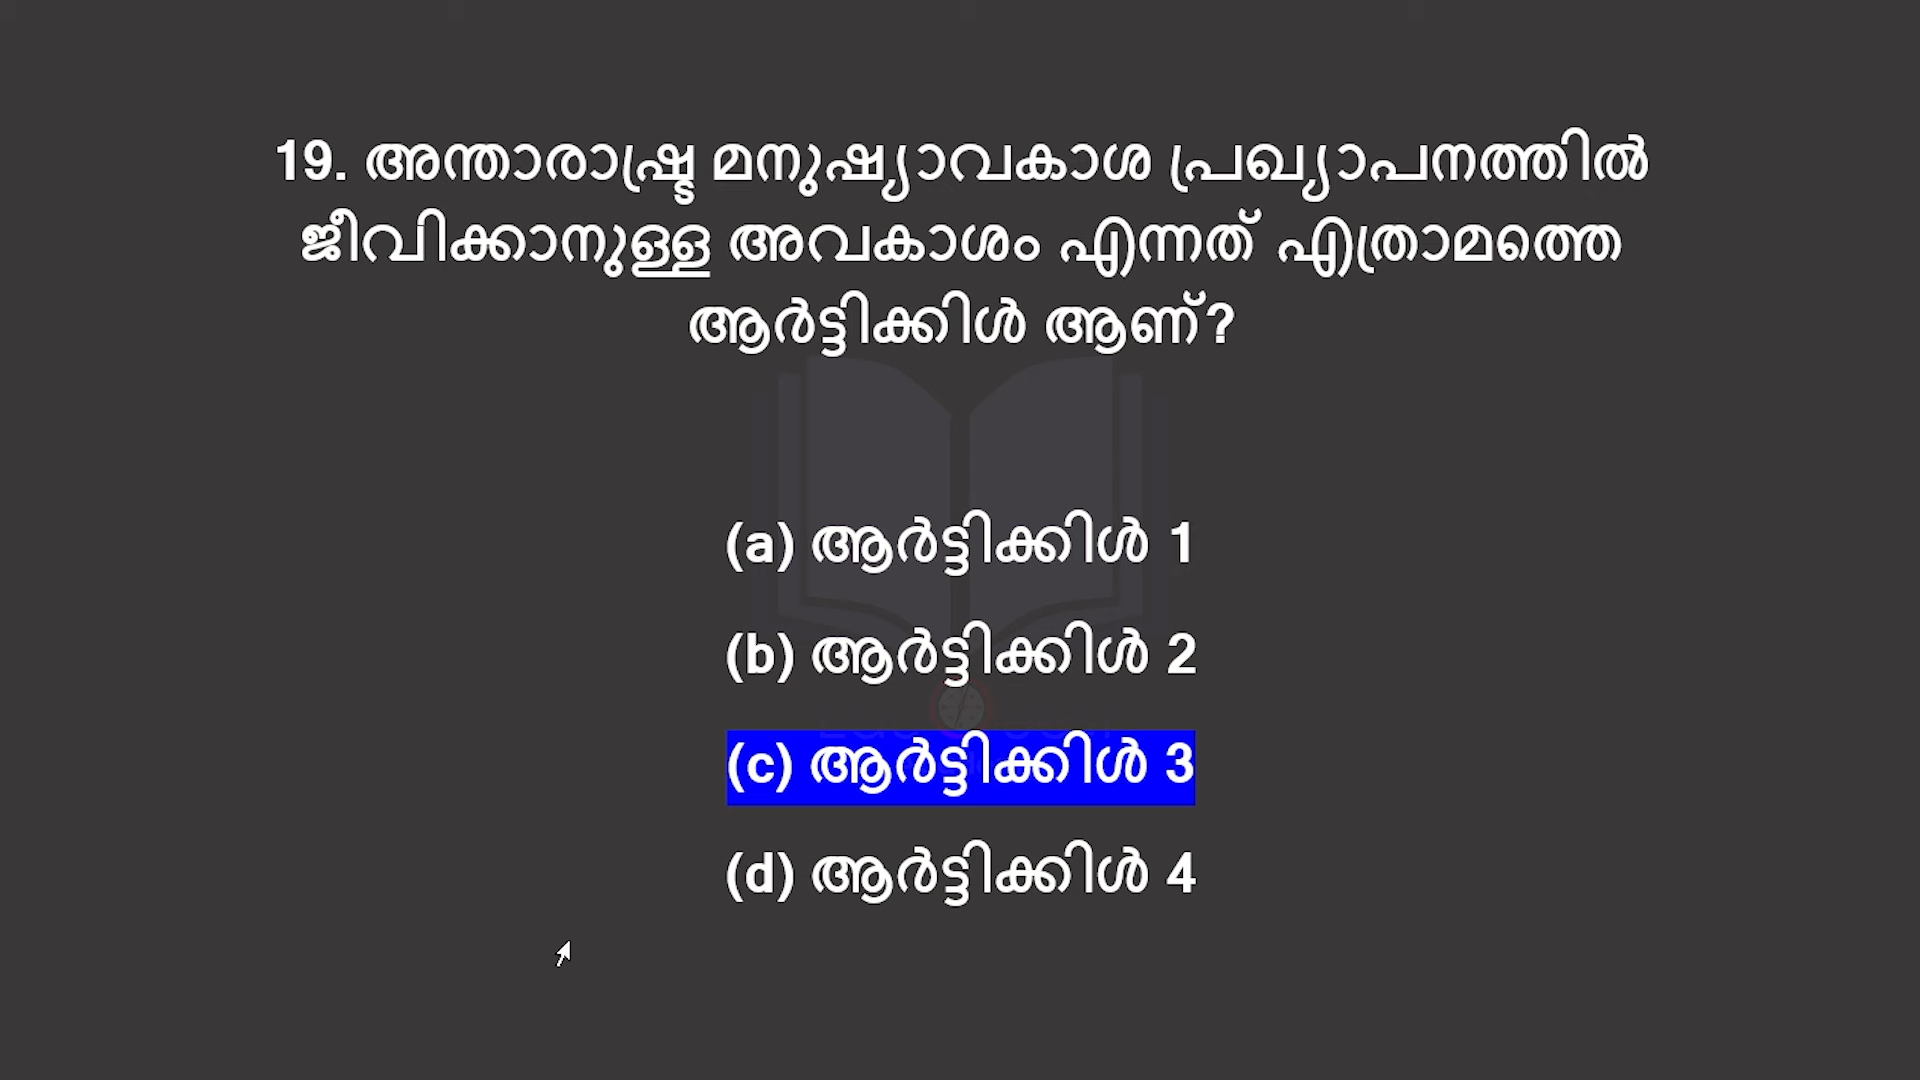 19. അന്താരാഷ്ട്ര മനുഷ്യാവകാശ പ്രഖ്യാപനത്തിൽ
ജീവിക്കാനുള്ള അവകാശം എന്നത് എത്രാമത്തെ
ആർട്ടിക്കിൾ ആണ്?
(a) ആർട്ടിക്കിൾ 1
(b) ആർട്ടിക്കിൾ 2
(c) ആർട്ടിക്കിൾ 3
(d) ആർട്ടിക്കിൾ 4